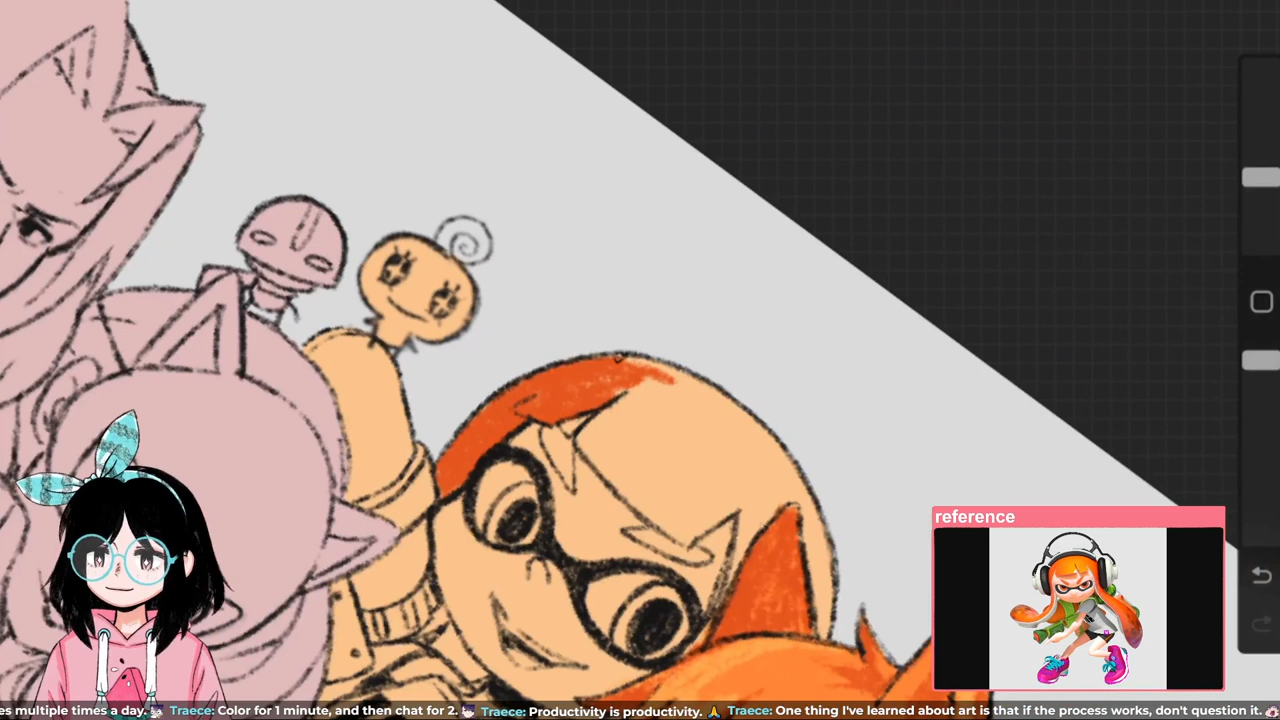 reference
es multiple times a day. Traece: Color for 1 minute, and then chat for 2. Traece: Productivity is productivity. 🙏 Traece: One thing I've learned about art is that if the process works, don't question it.